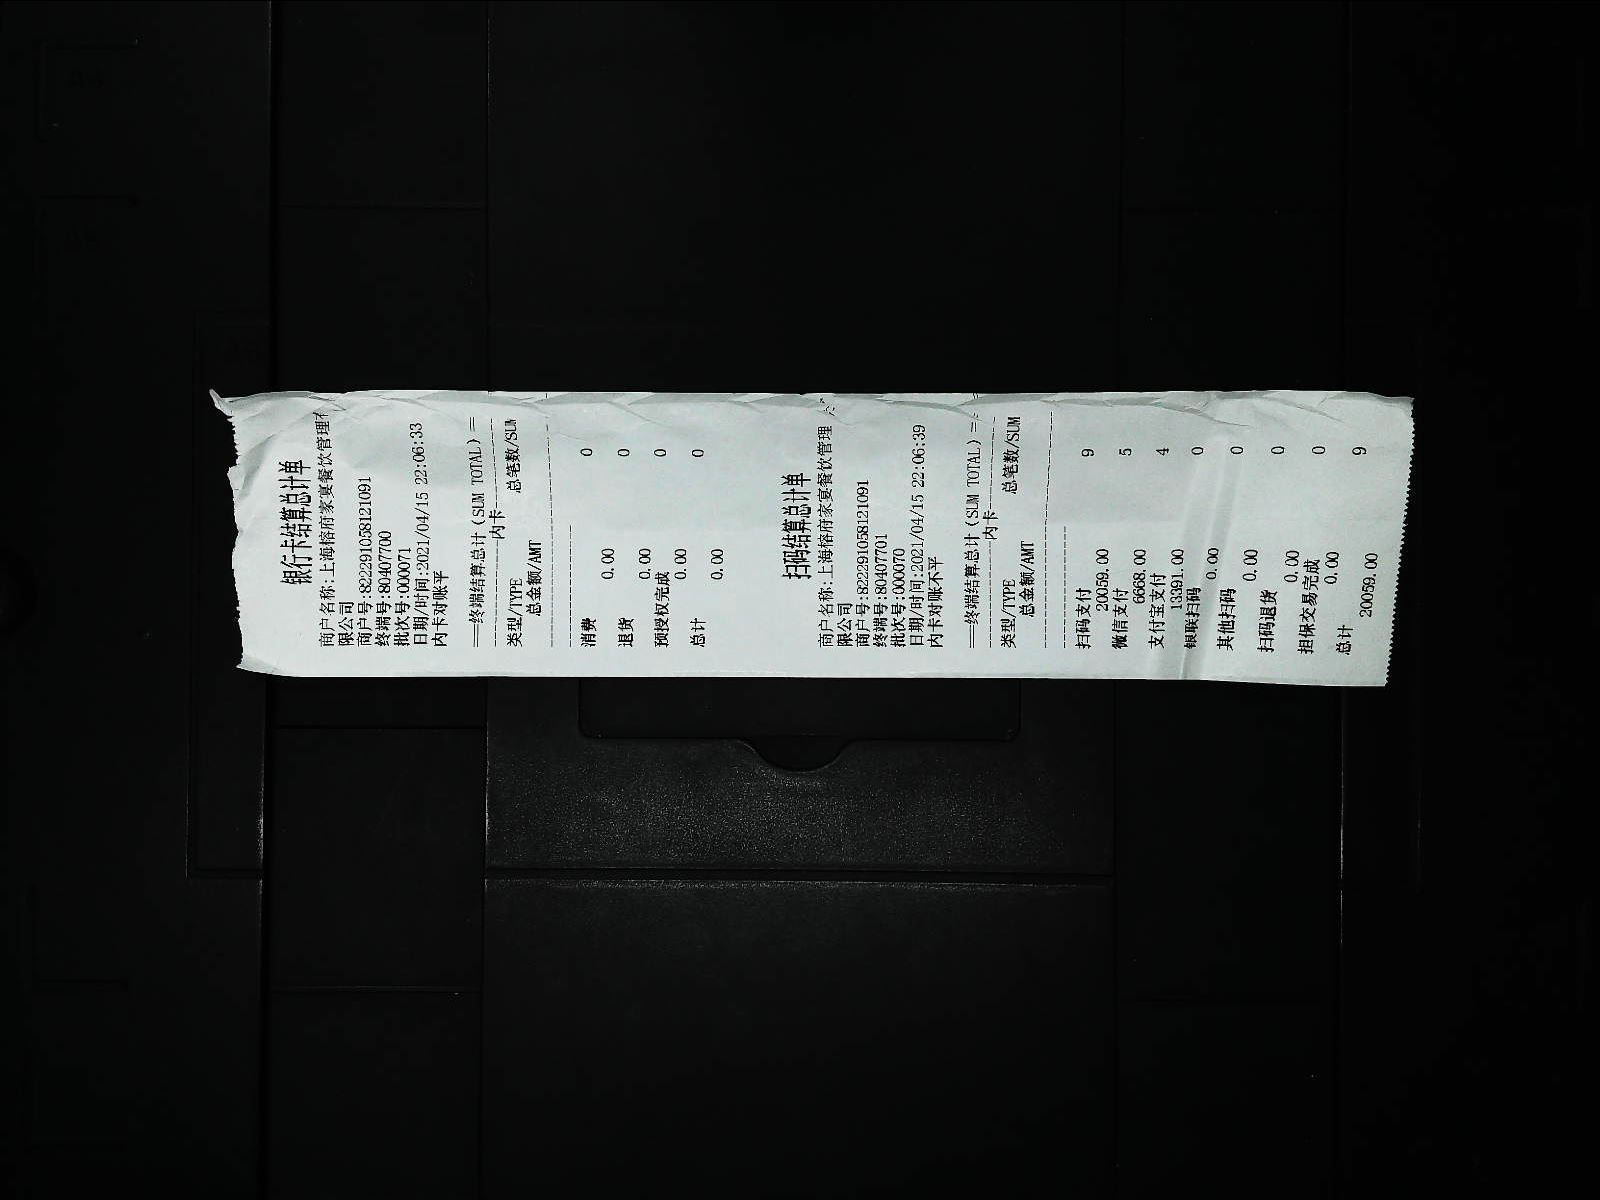 银行卡结算总计单
商户名称:上海榕府家宴餐饮管理有
限公司
商户号:822291058121091
终端号:80407700
批次号:000071
日期/时间:2021/04/15 22:06:33
内卡对账平
==终端结算总计(SUM TOTAL)==
内卡
类型/TYPE 总笔数/SUM
总金额/AMT
消费 0
0.00
退货 0
0.00
预授权完成 0
0.00
总计 0
0.00
扫码结算总计单
商户名称:上海榕府家宴餐饮管理
限公司
商户号:822291058121091
终端号:80407701
批次号:000070
日期/时间:2021/04/15 22:06:39
内卡对账不平
==终端结算总计(SUM TOTAL)==
内卡
类型/TYPE 总笔数/SUM
总金额/AMT
扫码支付 9
20059.00
微信支付 5
6668.00
支付宝支付 4
13391.00
银联扫码 0
0.00
其他扫码 0
0.00
扫码退货 0
0.00
担保交易完成 0
0.00
总计 9
20059.00